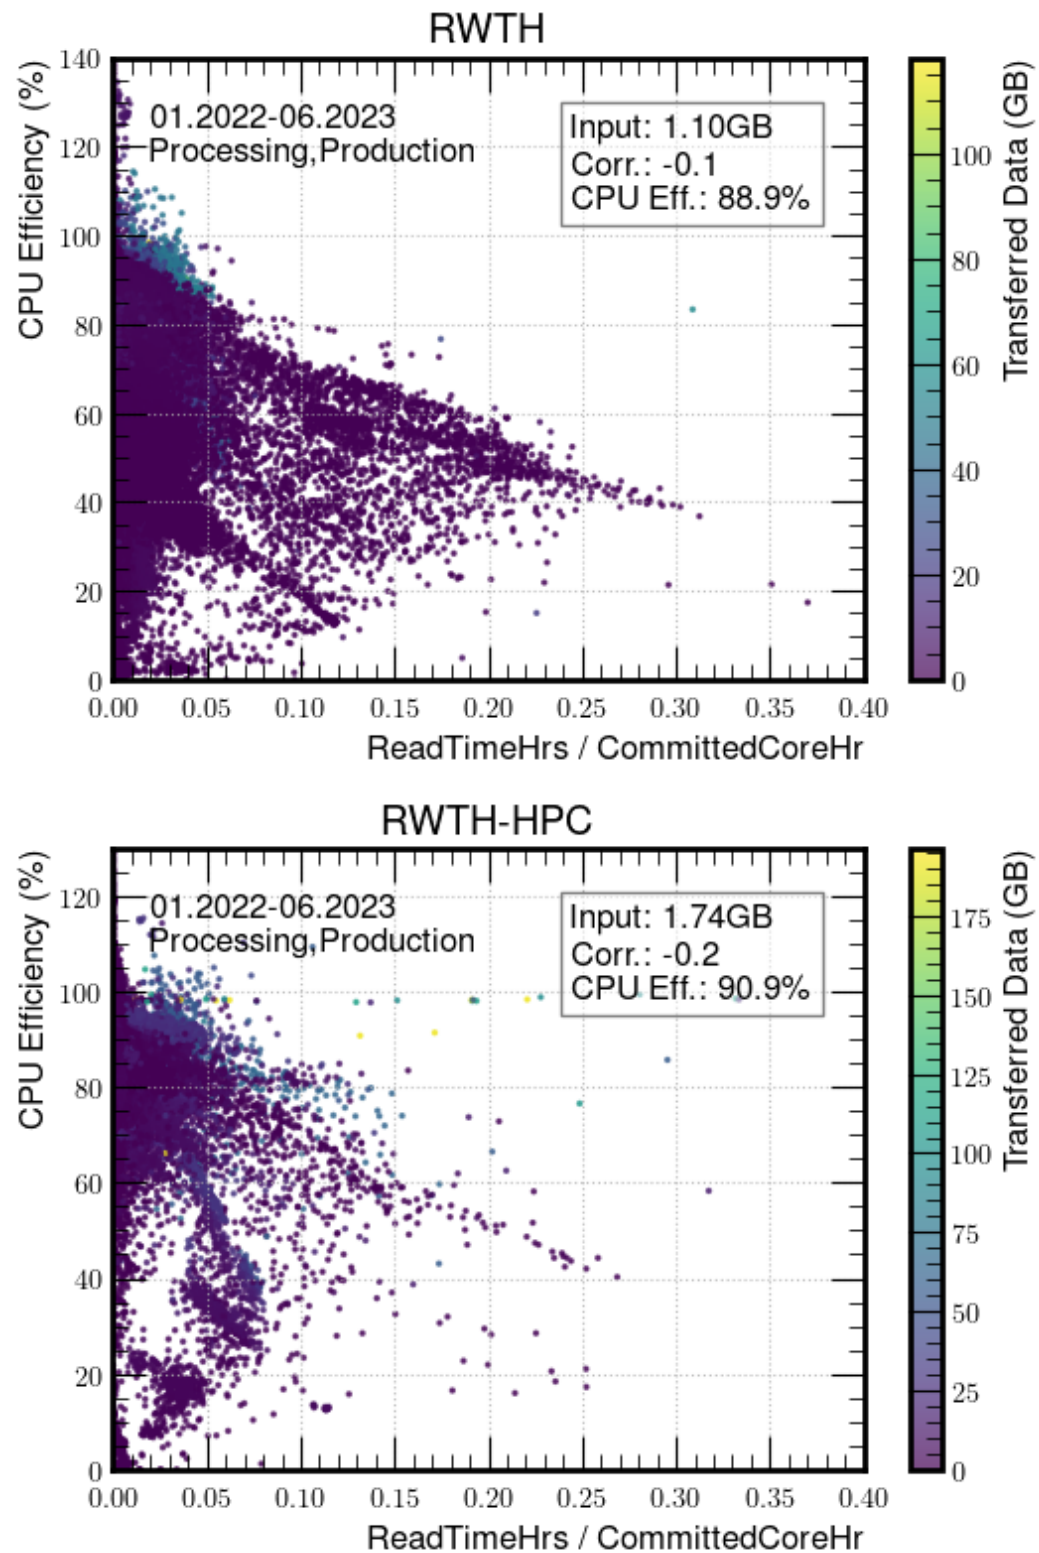 RWTH
CPU Efficiency (%)
140
120
100
80
60
40
20
0
01.2022-06.2023
Processing,Production
Input: 1.10GB
Corr.: -0.1
CPU Eff.: 88.9%
0.00 0.05 0.10 0.15 0.20 0.25 0.30 0.35 0.40
ReadTimeHrs / CommittedCoreHr
100
80
60
40
20
0
Transferred Data (GB)
RWTH-HPC
CPU Efficiency (%)
120
100
80
60
40
20
0
01.2022-06.2023
Processing,Production
Input: 1.74GB
Corr.: -0.2
CPU Eff.: 90.9%
0.00 0.05 0.10 0.15 0.20 0.25 0.30 0.35 0.40
ReadTimeHrs / CommittedCoreHr
175
150
125
100
75
50
25
0
Transferred Data (GB)